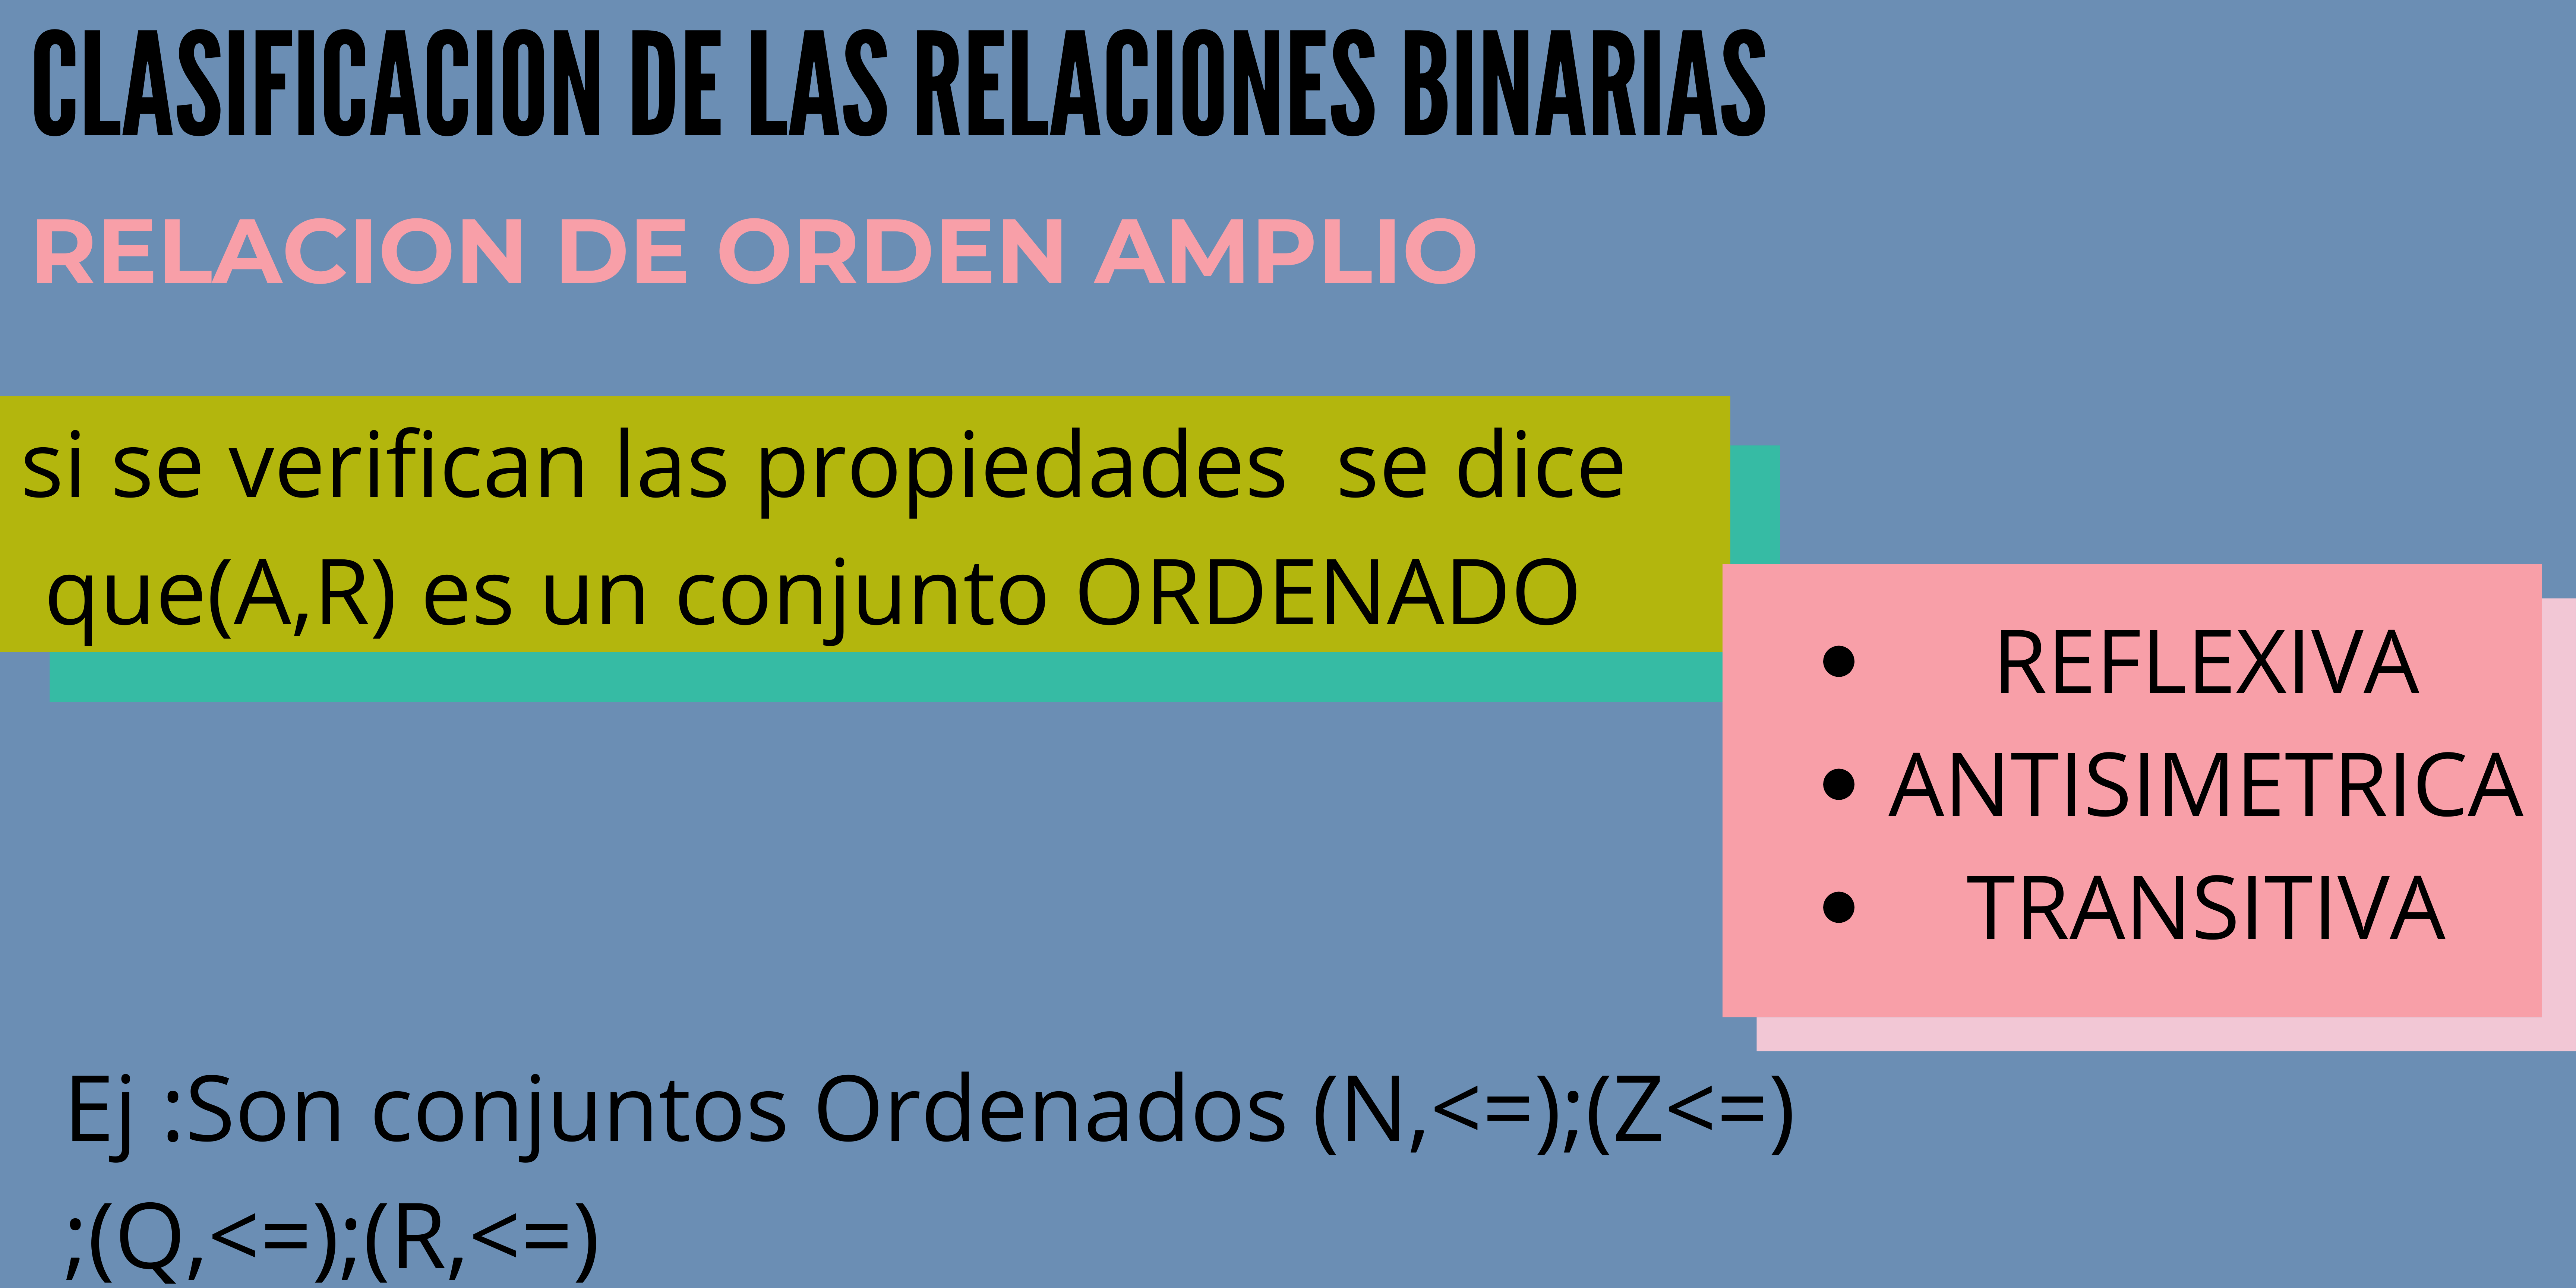 CLASIFICACION DE LAS RELACIONES BINARIAS
RELACION DE ORDEN AMPLIO
si se verifican las propiedades  se dice
que(A,R) es un conjunto ORDENADO
• REFLEXIVA
• ANTISIMETRICA
• TRANSITIVA
Ej :Son conjuntos Ordenados (N,<=);(Z<=)
;(Q,<=);(R,<=)